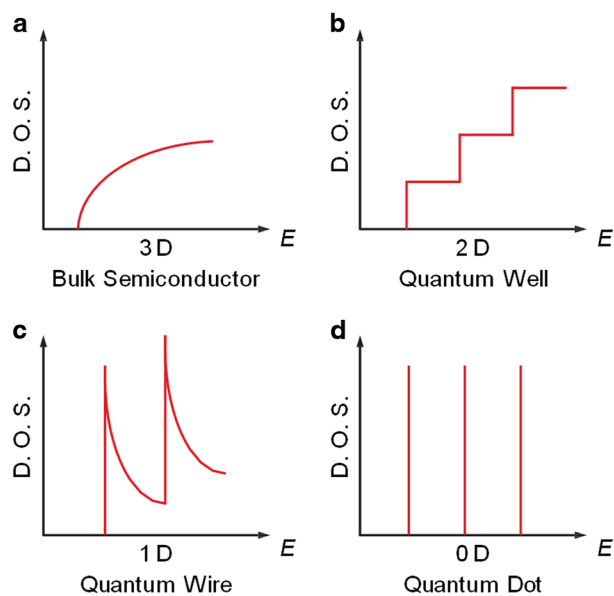 a
D. O. S.
E
3 D
Bulk Semiconductor
b
D. O. S.
E
2 D
Quantum Well
c
D. O. S.
E
1 D
Quantum Wire
d
D. O. S.
E
0 D
Quantum Dot